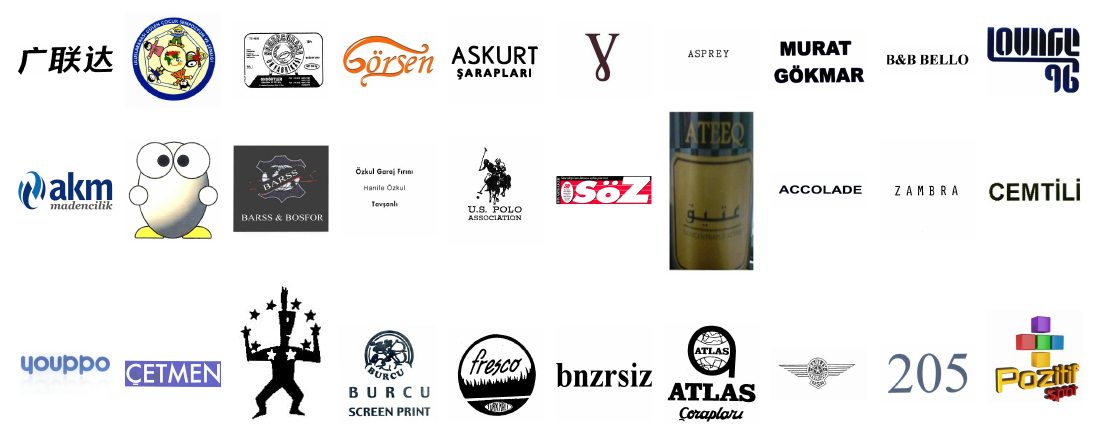 广联达
Görsen
ASKURT
ŞARAPLARI
ɣ
ASPREY
MURAT
GÖKMAR
B&B BELLO
LOUNGE
96
akm
madencilik
BARSS
BARSS & BOSFOR
Özkul Garaj Fırını
Hanife Özkul
Tavşanlı
U.S. POLO
ASSOCIATION
SÖZ
ATEEQ
عتيق
ACCOLADE
ZAMBRA
CEMTİLİ
youppo
ÇETMEN
BURCU
BURCU
SCREEN PRINT
fresco
bnzrsiz
ATLAS
ATLAS
Çorapları
205
Pozitif
spot